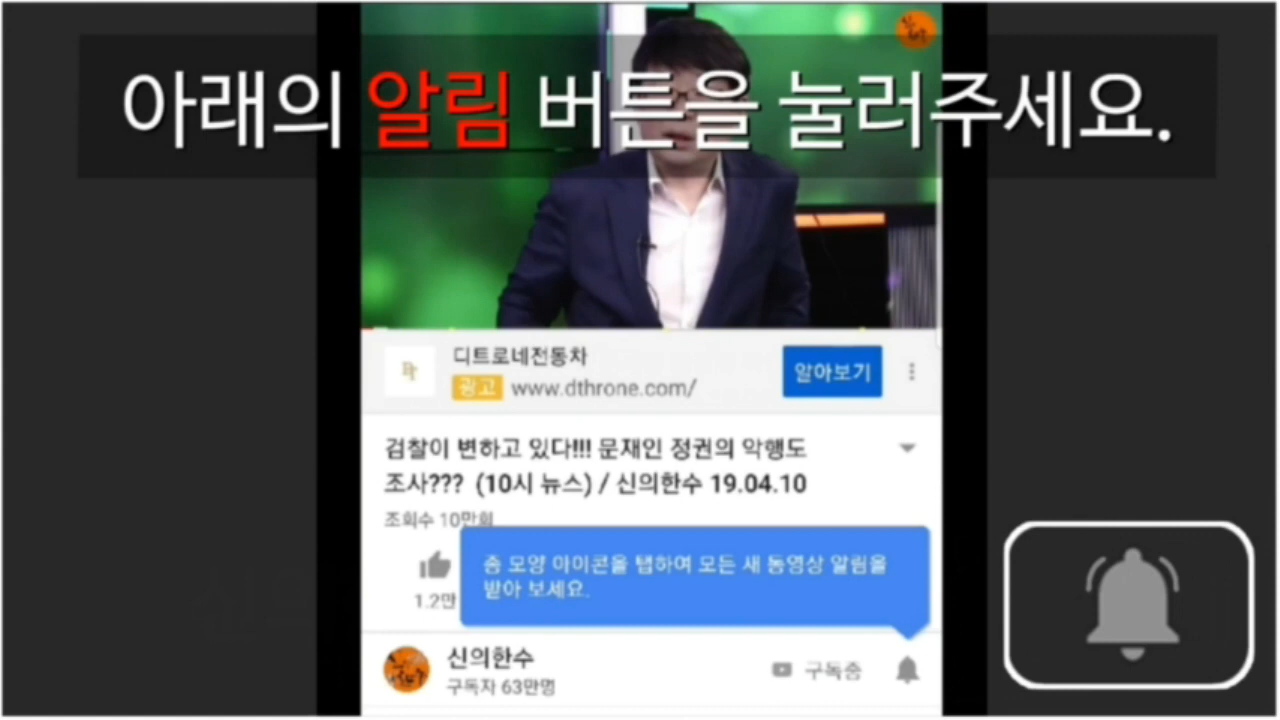 아래의 알림 버튼을 눌러주세요.
디트로네전동차
광고 www.dthrone.com/
알아보기
검찰이 변하고 있다!!! 문재인 정권의 악행도
조사??? (10시 뉴스) / 신의한수 19.04.10
조회수 10만회
종 모양 아이콘을 탭하여 모든 새 동영상 알림을
받아 보세요.
1.2만
신의한수
구독자 63만명
구독중